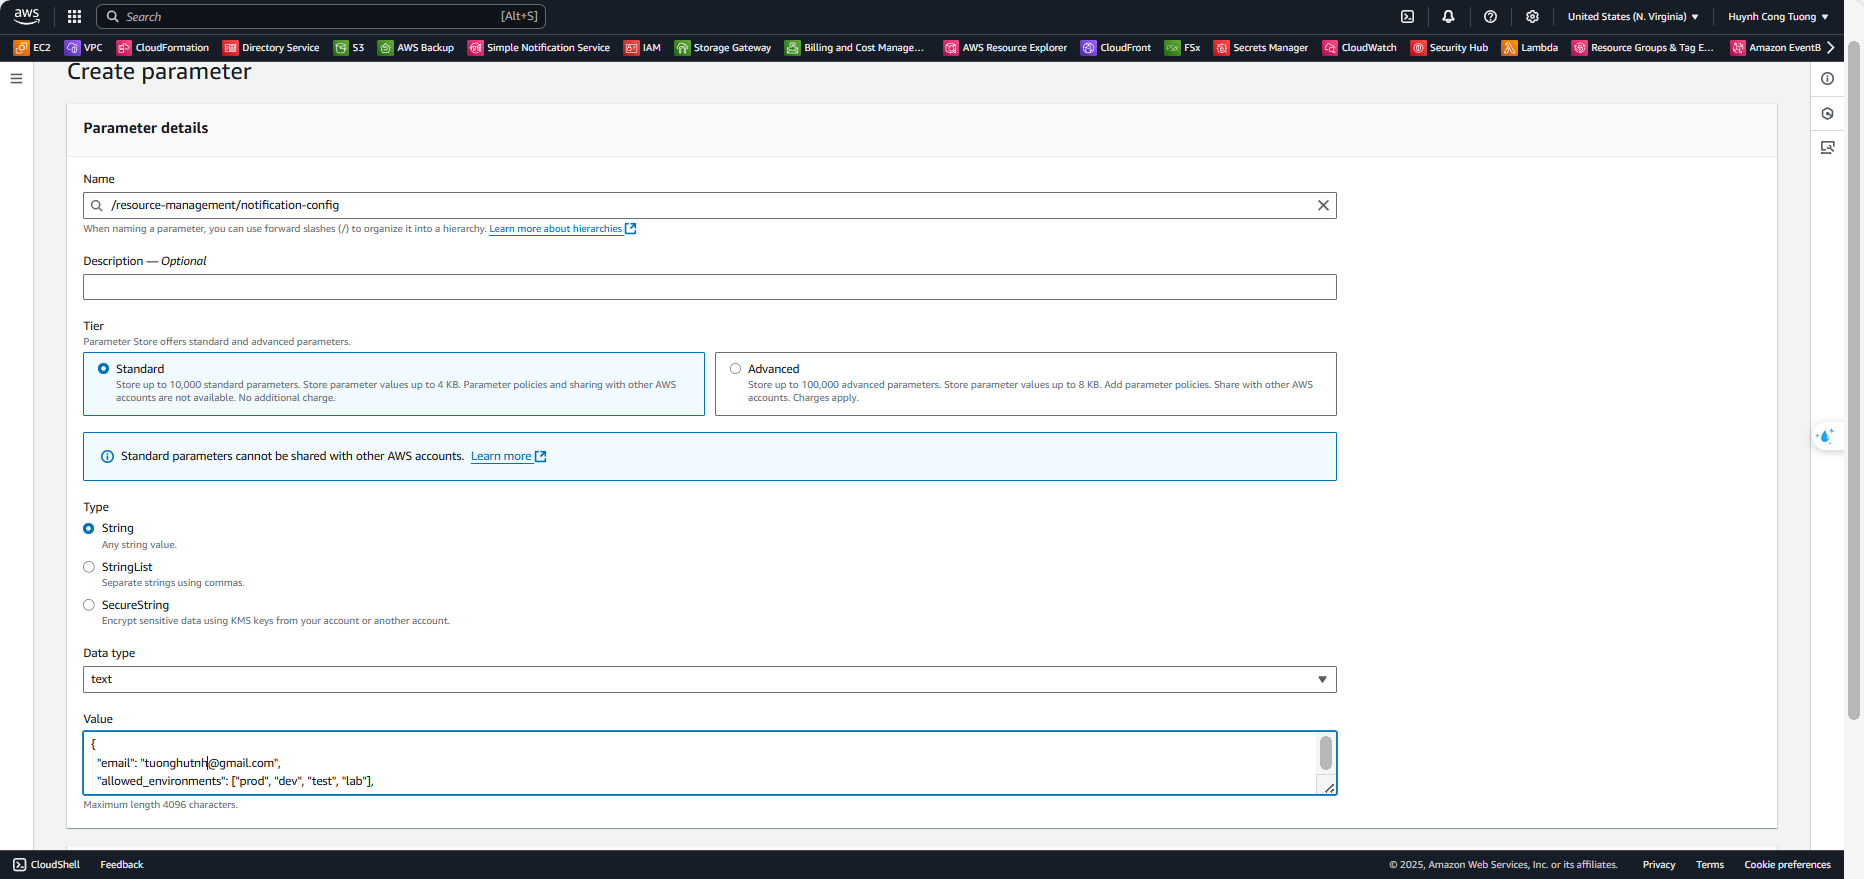 aws
Search [Alt+S]
United States (N. Virginia) Huynh Cong Tuong
EC2 VPC CloudFormation Directory Service S3 AWS Backup Simple Notification Service IAM Storage Gateway Billing and Cost Manage... AWS Resource Explorer CloudFront FSx Secrets Manager CloudWatch Security Hub Lambda Resource Groups & Tag E... Amazon EventB
Create parameter
Parameter details
Name
/resource-management/notification-config
When naming a parameter, you can use forward slashes (/) to organize it into a hierarchy. Learn more about hierarchies
Description — Optional
Tier
Parameter Store offers standard and advanced parameters.
Standard
Store up to 10,000 standard parameters. Store parameter values up to 4 KB. Parameter policies and sharing with other AWS
accounts are not available. No additional charge.
Advanced
Store up to 100,000 advanced parameters. Store parameter values up to 8 KB. Add parameter policies. Share with other AWS
accounts. Charges apply.
Standard parameters cannot be shared with other AWS accounts. Learn more
Type
String
Any string value.
StringList
Separate strings using commas.
SecureString
Encrypt sensitive data using KMS keys from your account or another account.
Data type
text
Value
{
"email": "tuonghutnh@gmail.com",
"allowed_environments": ["prod", "dev", "test", "lab"],
Maximum length 4096 characters.
CloudShell Feedback © 2025, Amazon Web Services, Inc. or its affiliates. Privacy Terms Cookie preferences